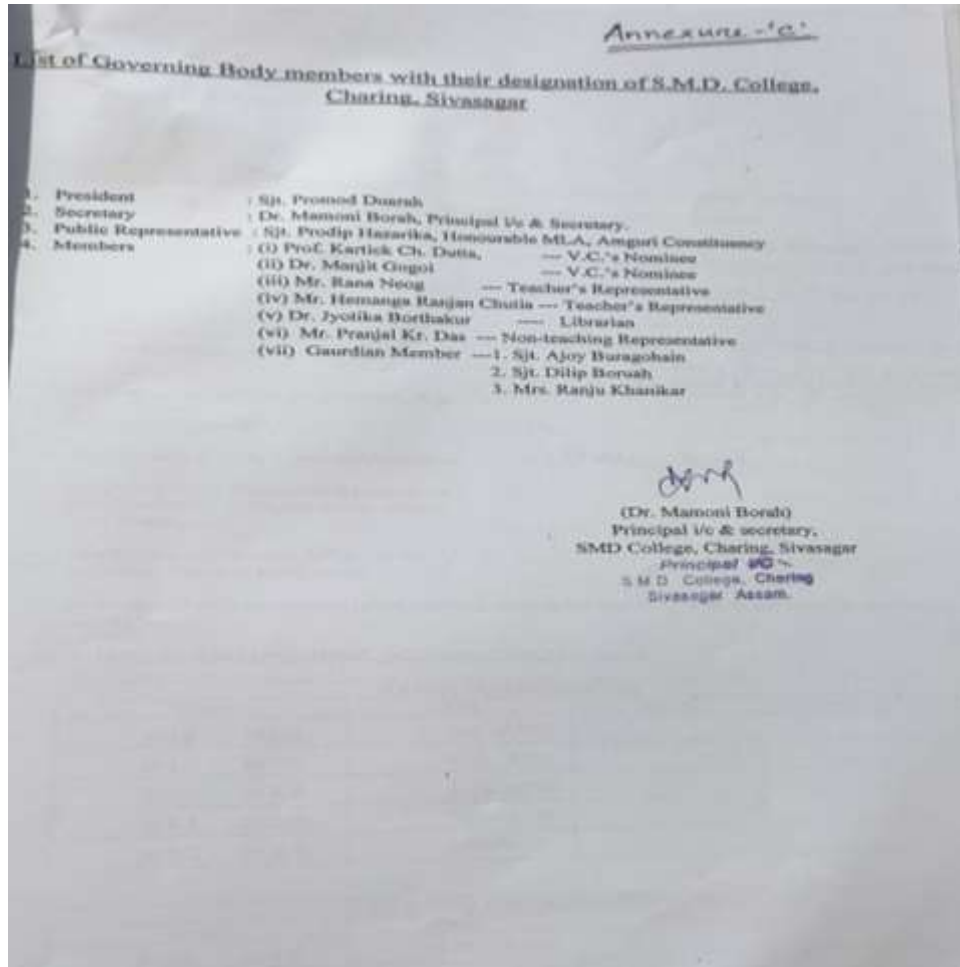 Annexure-'C'
List of Governing Body members with their designation of S.M.D. College,
Charing, Sivasagar
1. President : Sjt. Promod Duarah
2. Secretary : Dr. Mamoni Borah, Principal i/c & Secretary.
3. Public Representative : Sjt. Prodip Hazarika, Honourable MLA, Amguri Constituency
4. Members : (i) Prof. Kartick Ch. Dutta, --- V.C.'s Nominee
(ii) Dr. Manjit Gogoi --- V.C.'s Nominee
(iii) Mr. Rana Neog --- Teacher's Representative
(iv) Mr. Hemanga Ranjan Chutia --- Teacher's Representative
(v) Dr. Jyotika Borthakur ---- Librarian
(vi) Mr. Pranjal Kr. Das --- Non-teaching Representative
(vii) Gaurdian Member ---1. Sjt. Ajoy Buragohain
2. Sjt. Dilip Boruah
3. Mrs. Ranju Khanikar
(Dr. Mamoni Borah)
Principal i/c & secretary,
SMD College, Charing, Sivasagar
Principal I/C
S.M.D. College, Charing
Sivasagar Assam.